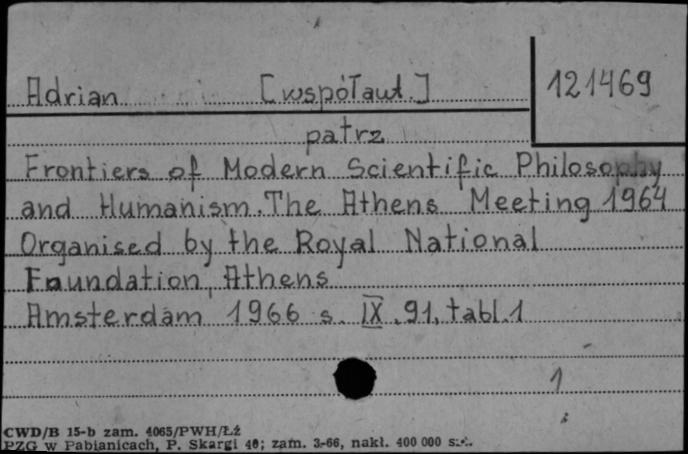 Adrian [współaut.] 121469
patrz
Frontiers of Modern Scientific Philosophy
and Humanism. The Athens Meeting 1964
Organised by the Royal National
Foundation, Athens
Amsterdam 1966 s. IX, 91, tabl. 1
1
CWD/B 15-b zam. 4065/PWH/Łż
PZG w Pabianicach, P. Skargi 40; zam. 3-66, nakł. 400 000 szt.